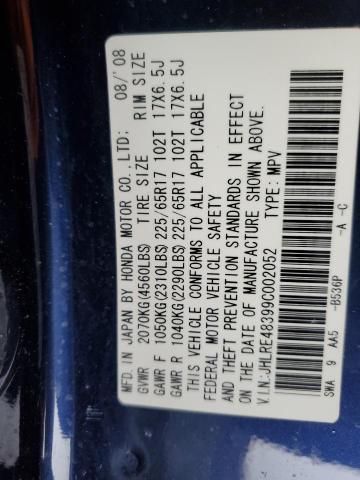 MFD. IN JAPAN BY HONDA MOTOR CO., LTD; 08/'08
GVWR 2070KG(4560LBS) TIRE SIZE RIM SIZE
GAWR F 1050KG(2310LBS) 225/65R17 102T 17X6.5J
GAWR R 1040KG(2290LBS) 225/65R17 102T 17X6.5J
THIS VEHICLE CONFORMS TO ALL APPLICABLE
FEDERAL MOTOR VEHICLE SAFETY
AND THEFT PREVENTION STANDARDS IN EFFECT
ON THE DATE OF MANUFACTURE SHOWN ABOVE.
V.I.N:JHLRE48399C002052 TYPE: MPV
SWA 9 AA5 -B536P -A -C